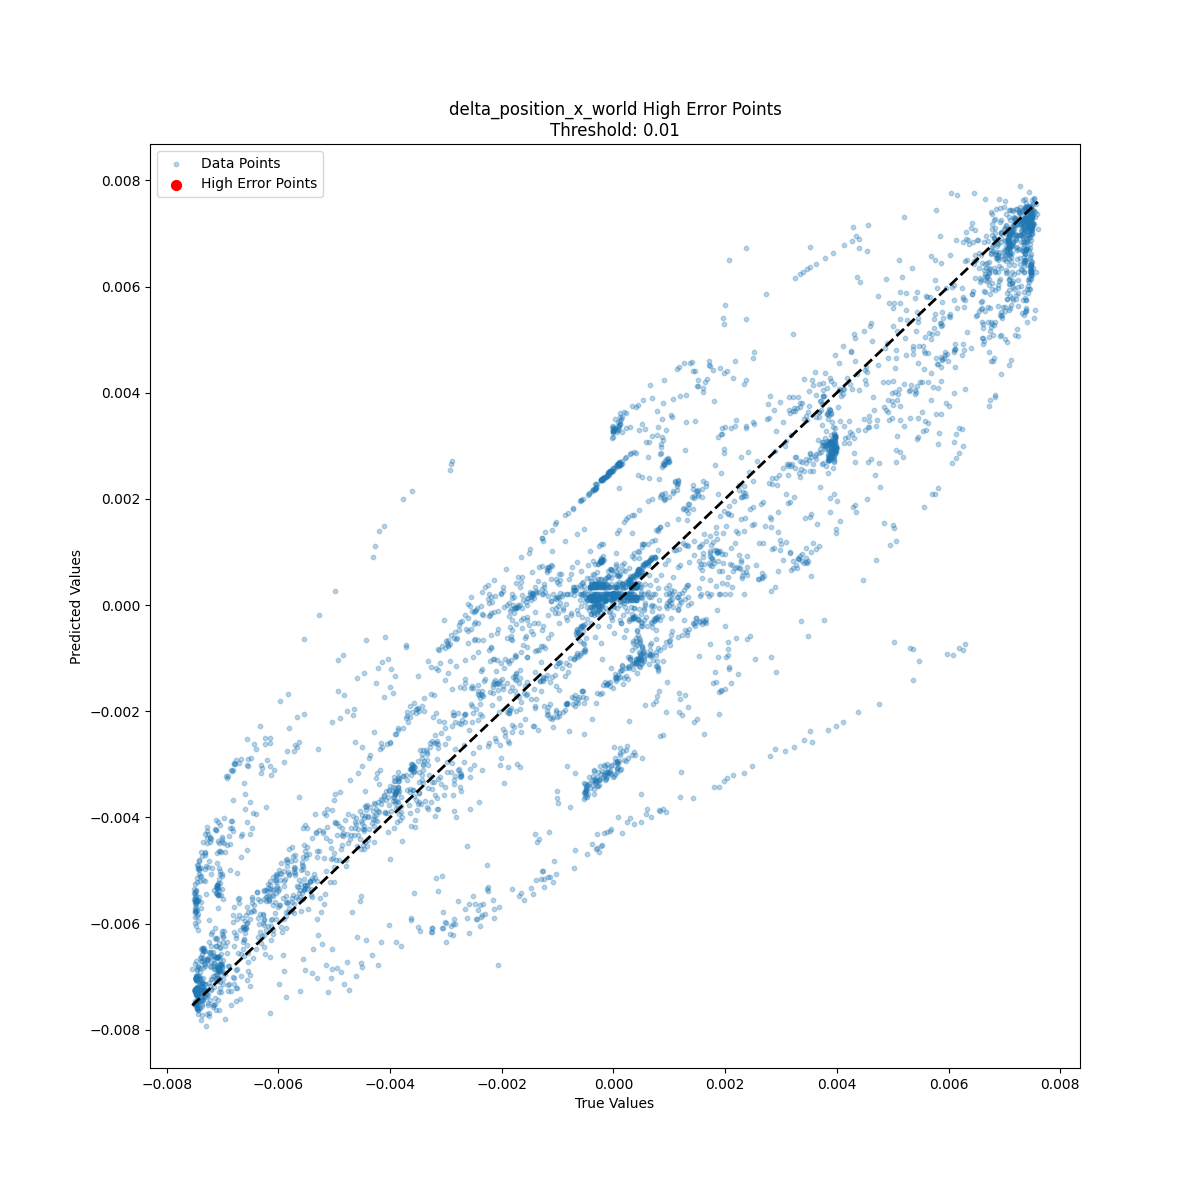 delta_position_x_world High Error Points
Threshold: 0.01
Data Points
High Error Points
0.008
0.006
0.004
0.002
0.000
−0.002
−0.004
−0.006
−0.008
Predicted Values
−0.008 −0.006 −0.004 −0.002 0.000 0.002 0.004 0.006 0.008
True Values